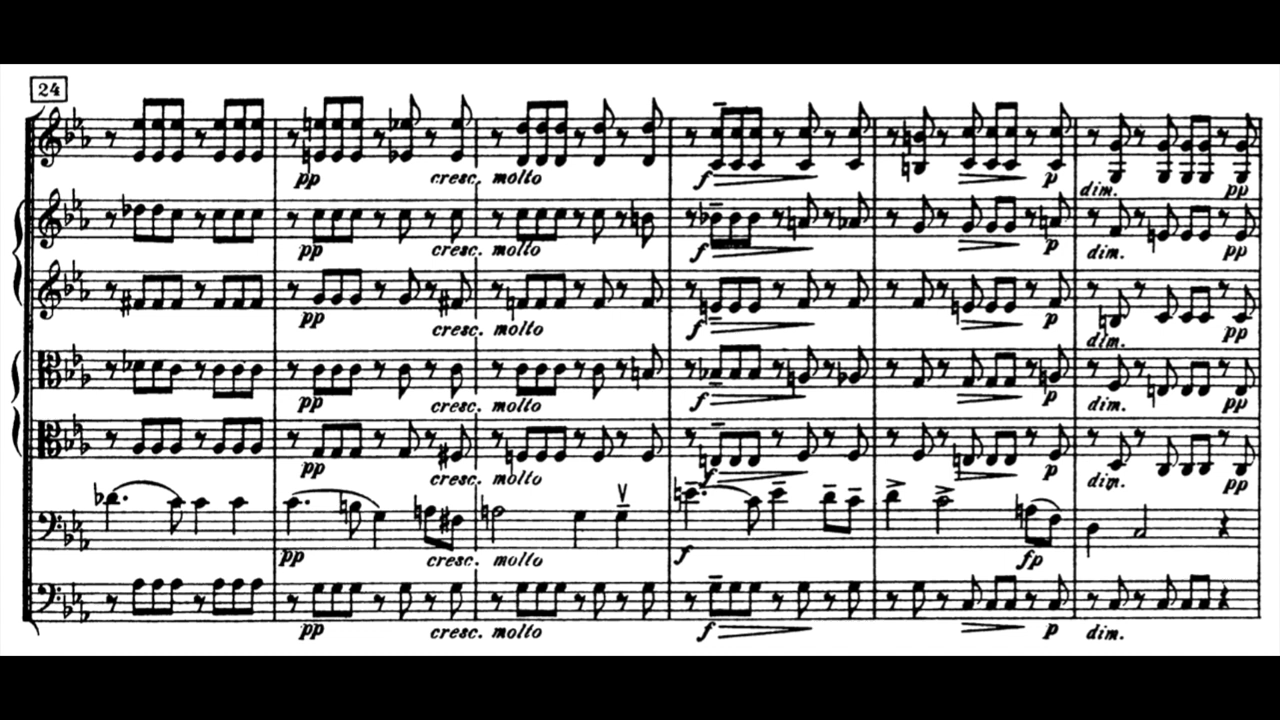 24
pp cresc. molto f p dim. pp
pp cresc. molto f p dim. pp
pp cresc. molto f p dim. pp
pp cresc. molto f p dim. pp
pp cresc. molto f p dim. pp
pp cresc. molto f fp
pp cresc. molto f p dim.